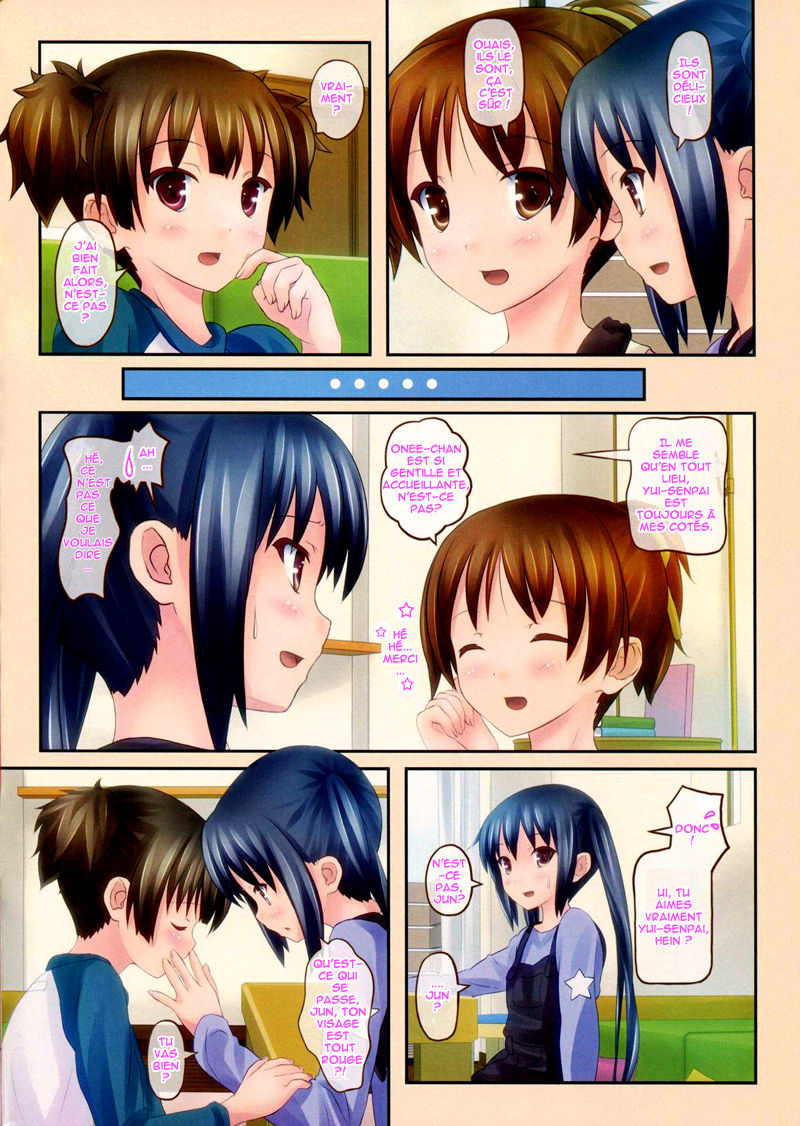 ILS
SONT
DÉLI-
CIEUX
!
OUAIS,
ILS LE
SONT,
ÇA
C'EST
SÛR !
VRAI-
MENT
?
J'AI
BIEN
FAIT
ALORS,
N'EST-
CE PAS
?
IL ME
SEMBLE
QU'EN TOUT
LIEU,
YUI-SENPAI
EST
TOUJOURS À
MES COTÉS.
ONEE-CHAN
EST SI
GENTILLE ET
ACCUEILLANTE,
N'EST-CE
PAS?
HÉ
HÉ...
MERCI
...
AH
...
HÉ,
CE
N'EST
PAS
CE
QUE
JE
VOULAIS
DIRE
...
DONC
!
UI, TU
AIMES
VRAIMENT
YUI-SENPAI,
HEIN ?
N'EST
-CE
PAS,
JUN?
....
JUN
?
QU'EST-
CE QUI
SE
PASSE,
JUN, TON
VISAGE
EST
TOUT
ROUGE
?!
TU
VAS
BIEN
?